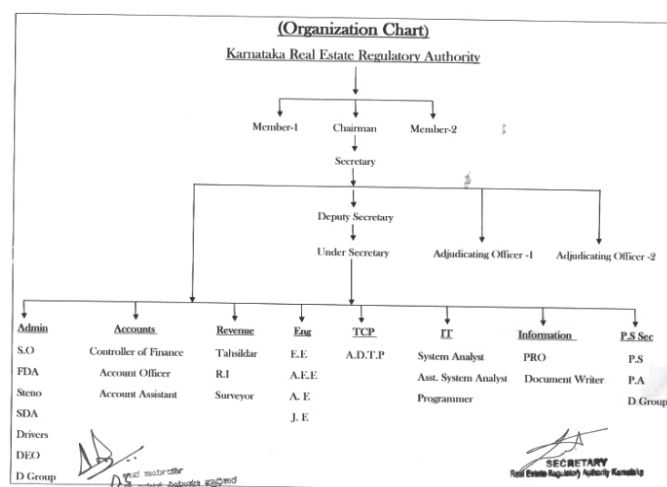 (Organization Chart)
Karnataka Real Estate Regulatory Authority
Member-1 Chairman Member-2
Secretary
Deputy Secretary
Under Secretary Adjudicating Officer -1 Adjudicating Officer -2
Admin Accounts Revenue Eng TCP IT Information P.S Sec
S.O Controller of Finance Tahsildar E.E A.D.T.P System Analyst PRO P.S
FDA Account Officer R.I A.E.E Asst. System Analyst Document Writer P.A
Steno Account Assistant Surveyor A. E Programmer D Group
SDA J. E
Drivers
DEO
D Group
SECRETARY
Real Estate Regulatory Authority Karnataka